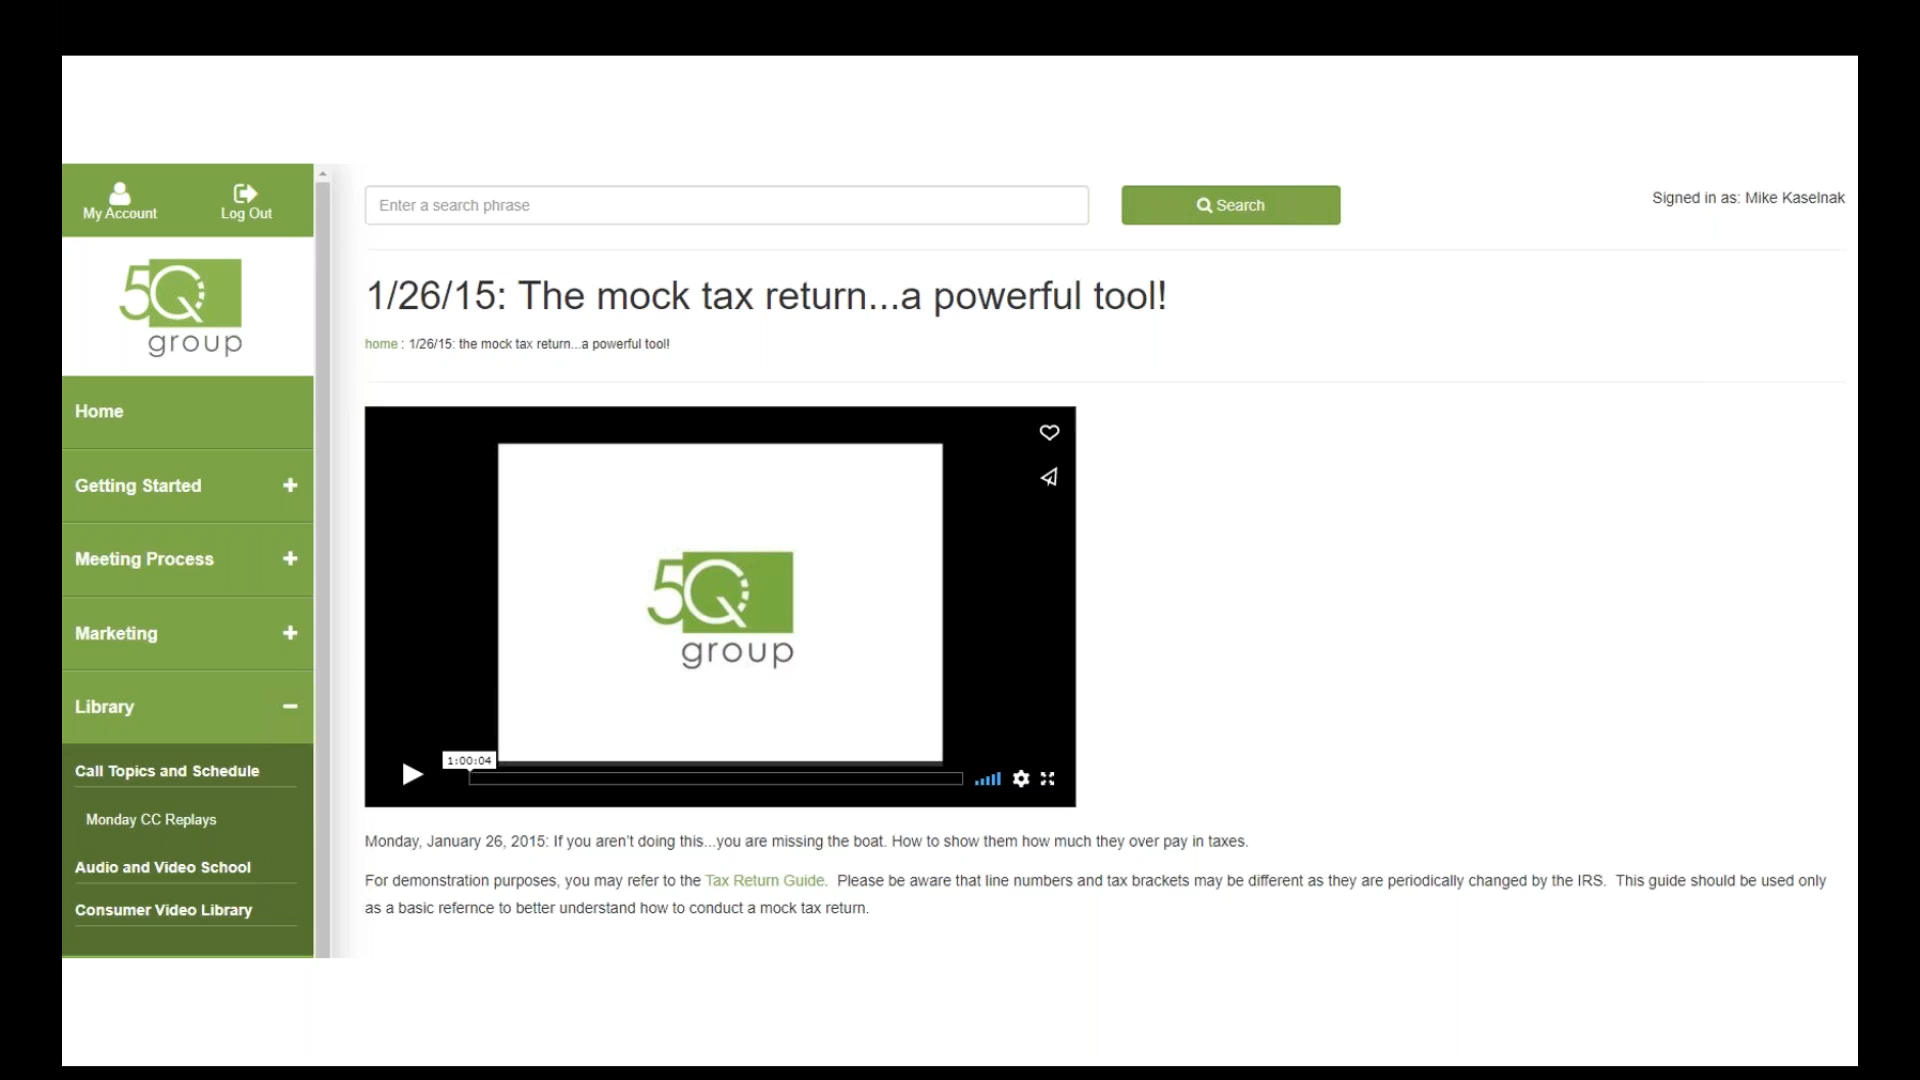 My Account
Log Out
5Q
group
Home
Getting Started
Meeting Process
Marketing
Library
Call Topics and Schedule
Monday CC Replays
Audio and Video School
Consumer Video Library
Enter a search phrase
Search
Signed in as: Mike Kaselnak
1/26/15: The mock tax return...a powerful tool!
home : 1/26/15: the mock tax return...a powerful tool!
5Q
group
1:00:04
Monday, January 26, 2015: If you aren't doing this...you are missing the boat. How to show them how much they over pay in taxes.
For demonstration purposes, you may refer to the Tax Return Guide. Please be aware that line numbers and tax brackets may be different as they are periodically changed by the IRS. This guide should be used only
as a basic refernce to better understand how to conduct a mock tax return.